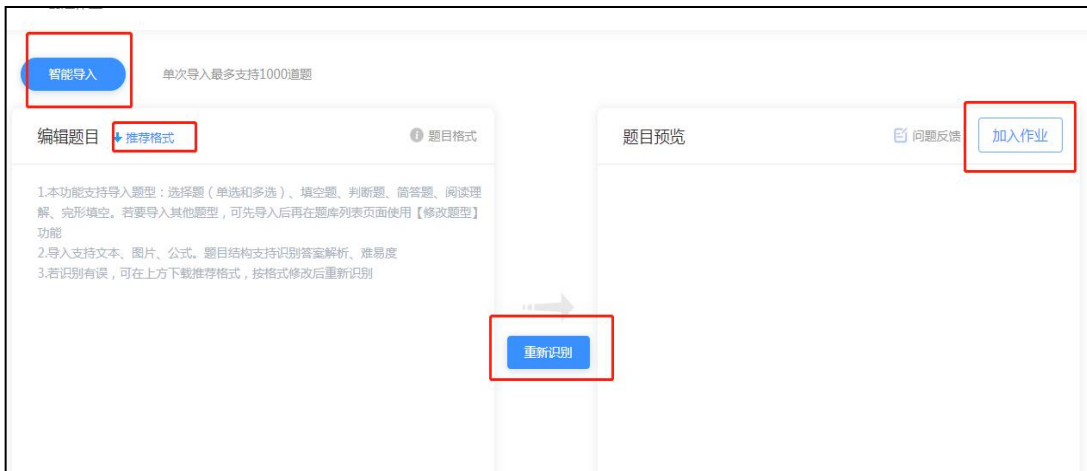 智能导入
单次导入最多支持1000道题
编辑题目
推荐格式
题目格式
1.本功能支持导入题型：选择题（单选和多选）、填空题、判断题、简答题、阅读理
解、完形填空。若要导入其他题型，可先导入后再在题库列表页面使用【修改题型】
功能
2.导入支持文本、图片、公式。题目结构支持识别答案解析、难易度
3.若识别有误，可在上方下载推荐格式，按格式修改后重新识别
重新识别
题目预览
问题反馈
加入作业